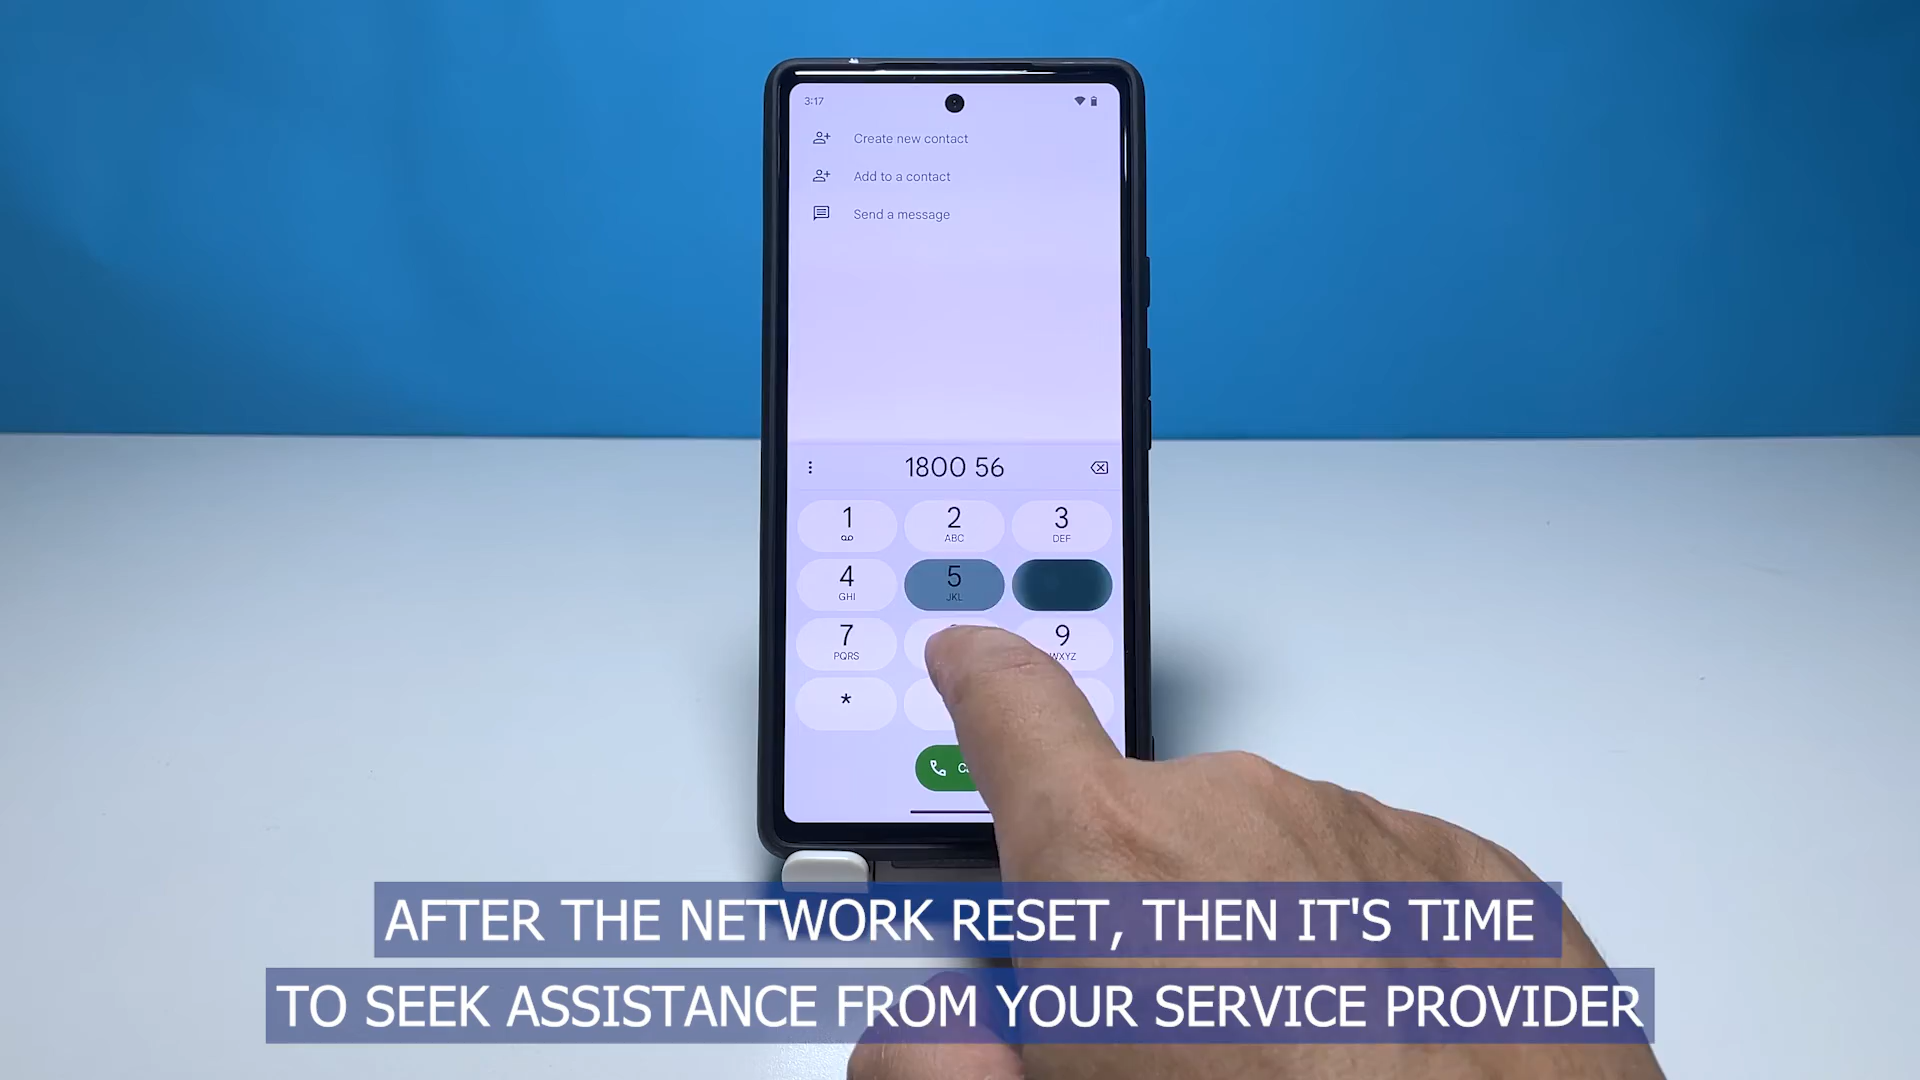 3:17
Create new contact
Add to a contact
Send a message
1800 56
1 2 3
ABC DEF
4 5
GHI JKL
7 9
PQRS WXYZ
*
AFTER THE NETWORK RESET, THEN IT'S TIME
TO SEEK ASSISTANCE FROM YOUR SERVICE PROVIDER